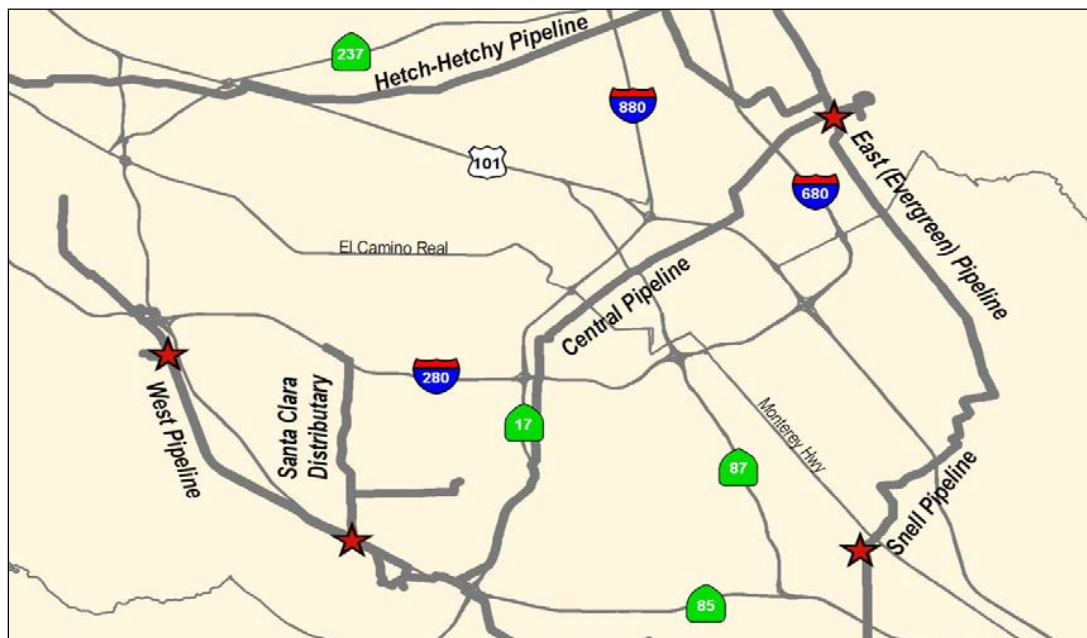 237
Hetch-Hetchy Pipeline
880
101
680
East (Evergreen) Pipeline
El Camino Real
Central Pipeline
280
West Pipeline
Santa Clara
Distributary
17
87
Monterey Hwy
Snell Pipeline
85